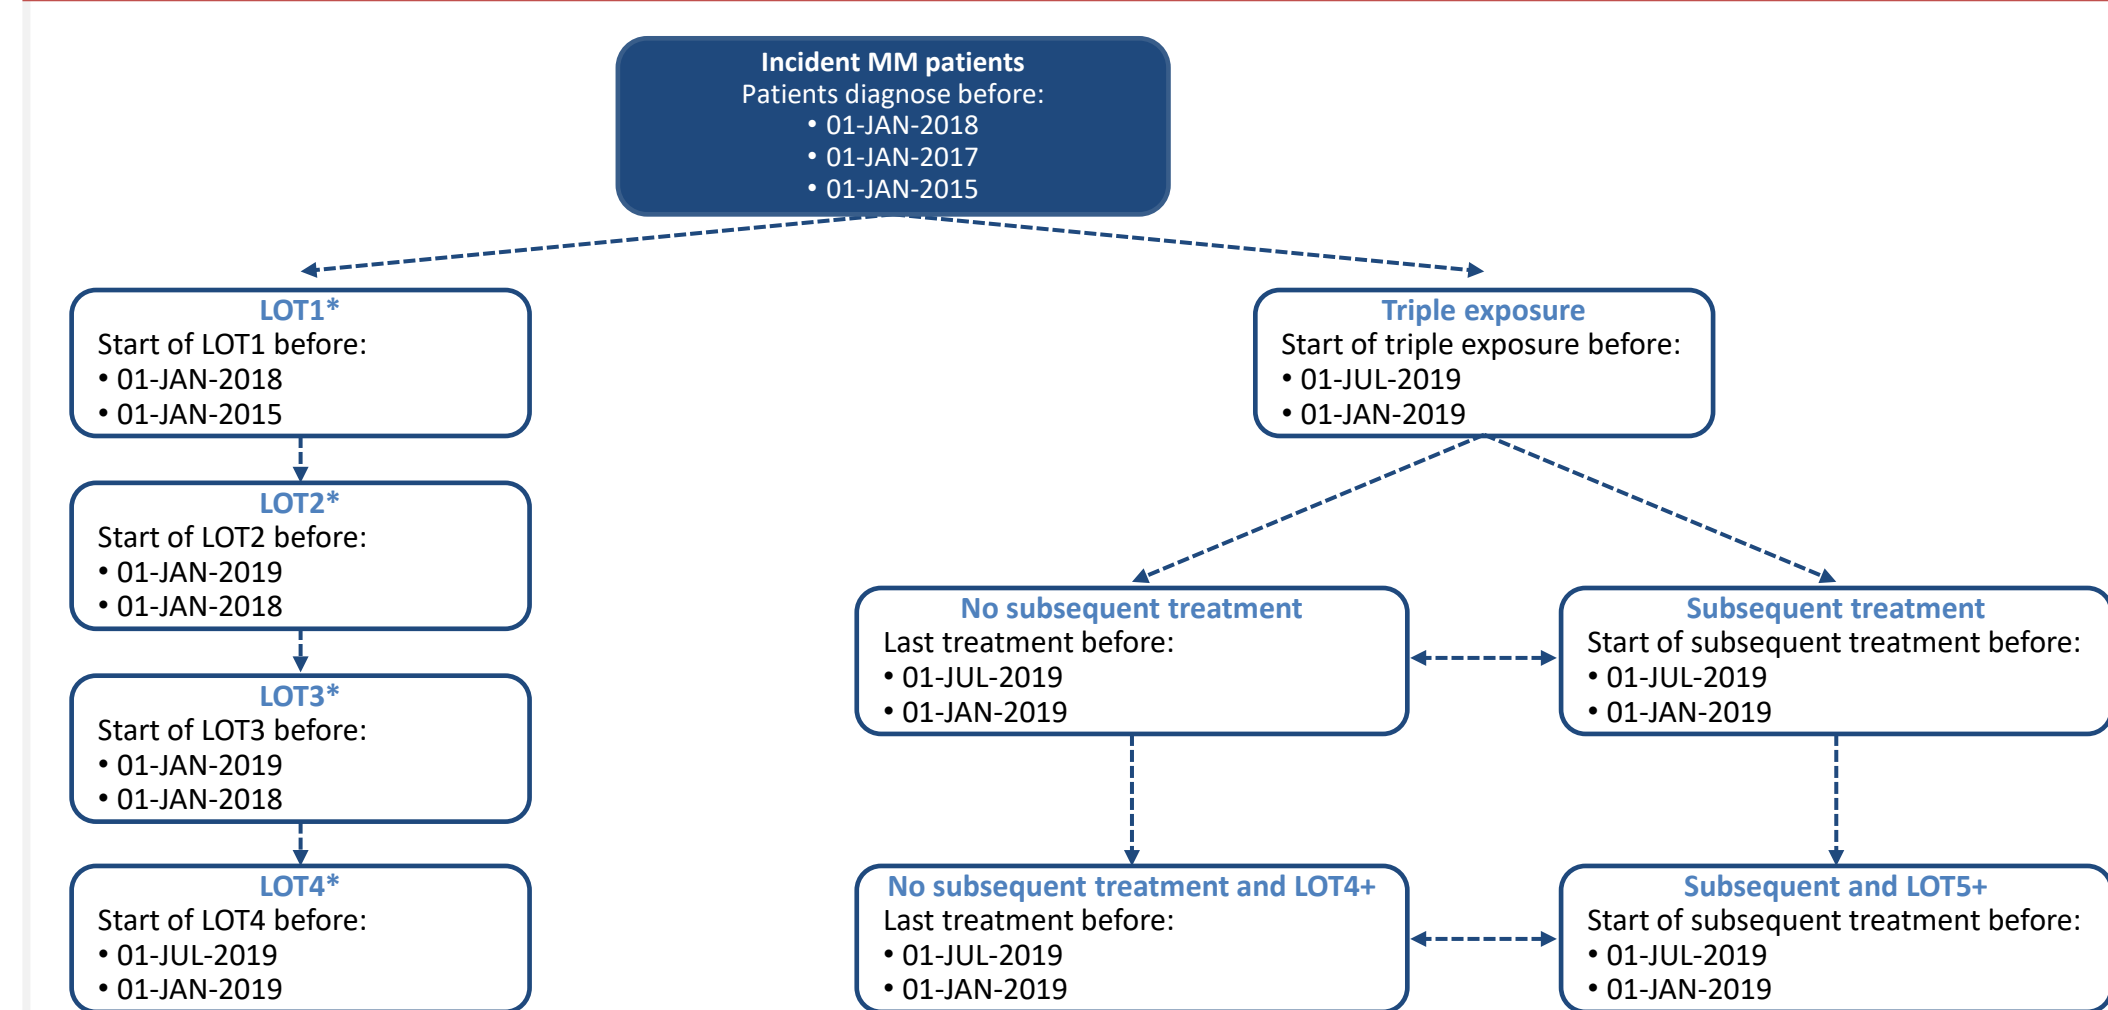 Incident MM patients
Patients diagnose before:
• 01-JAN-2018
• 01-JAN-2017
• 01-JAN-2015
LOT1*
Start of LOT1 before:
• 01-JAN-2018
• 01-JAN-2015
LOT2*
Start of LOT2 before:
• 01-JAN-2019
• 01-JAN-2018
LOT3*
Start of LOT3 before:
• 01-JAN-2019
• 01-JAN-2018
LOT4*
Start of LOT4 before:
• 01-JUL-2019
• 01-JAN-2019
Triple exposure
Start of triple exposure before:
• 01-JUL-2019
• 01-JAN-2019
No subsequent treatment
Last treatment before:
• 01-JUL-2019
• 01-JAN-2019
Subsequent treatment
Start of subsequent treatment before:
• 01-JUL-2019
• 01-JAN-2019
No subsequent treatment and LOT4+
Last treatment before:
• 01-JUL-2019
• 01-JAN-2019
Subsequent and LOT5+
Start of subsequent treatment before:
• 01-JUL-2019
• 01-JAN-2019